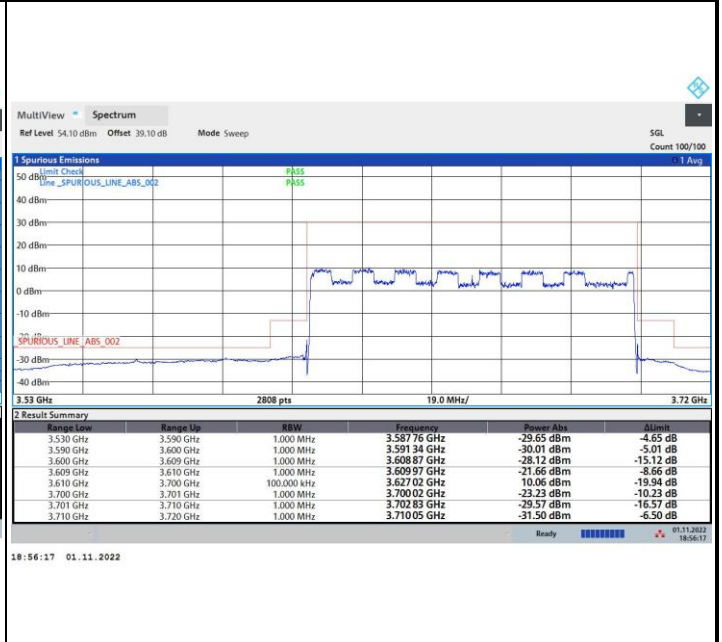 MultiView Spectrum
Ref Level 54.10 dBm Offset 39.10 dB Mode Sweep SGL
Count 100/100
1 Spurious Emissions 1 Avg
50 dBm Limit Check PASS
Line _SPURIOUS_LINE_ABS_002 PASS
40 dBm
30 dBm
20 dBm
10 dBm
0 dBm
-10 dBm
-20 dBm
SPURIOUS_LINE_ABS_002
-30 dBm
-40 dBm
3.53 GHz 2808 pts 19.0 MHz/ 3.72 GHz
2 Result Summary
Range Low Range Up RBW Frequency Power Abs ΔLimit
3.530 GHz 3.590 GHz 1.000 MHz 3.587 76 GHz -29.65 dBm -4.65 dB
3.590 GHz 3.600 GHz 1.000 MHz 3.591 34 GHz -30.01 dBm -5.01 dB
3.600 GHz 3.609 GHz 1.000 MHz 3.608 87 GHz -28.12 dBm -15.12 dB
3.609 GHz 3.610 GHz 1.000 MHz 3.609 97 GHz -21.66 dBm -8.66 dB
3.610 GHz 3.700 GHz 100.000 kHz 3.627 02 GHz 10.06 dBm -19.94 dB
3.700 GHz 3.701 GHz 1.000 MHz 3.700 02 GHz -23.23 dBm -10.23 dB
3.701 GHz 3.710 GHz 1.000 MHz 3.702 83 GHz -29.57 dBm -16.57 dB
3.710 GHz 3.720 GHz 1.000 MHz 3.710 05 GHz -31.50 dBm -6.50 dB
Ready 01.11.2022
18:56:17
18:56:17 01.11.2022